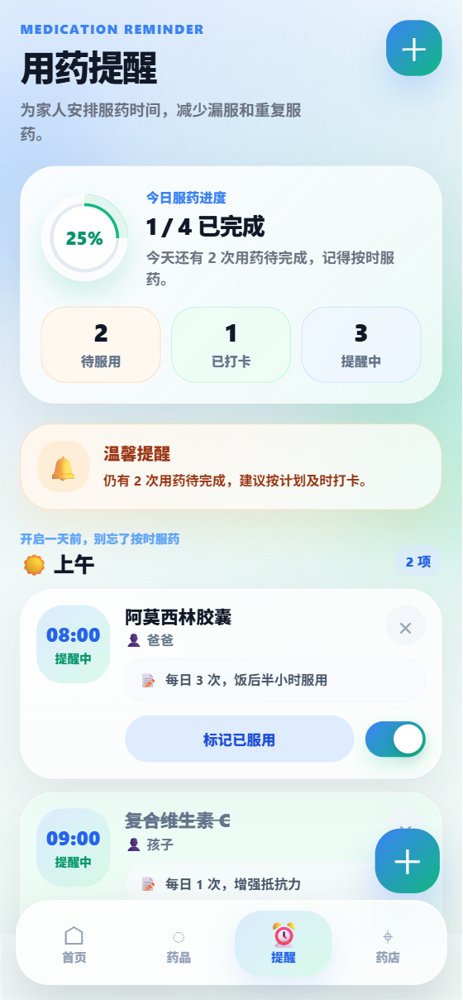 MEDICATION REMINDER
用药提醒
为家人安排服药时间，减少漏服和重复服
药。
25%
今日服药进度
1 / 4 已完成
今天还有 2 次用药待完成，记得按时服
药。
2
待服用
1
已打卡
3
提醒中
温馨提醒
仍有 2 次用药待完成，建议按计划及时打卡。
开启一天前，别忘了按时服药
上午
2 项
08:00
提醒中
阿莫西林胶囊
爸爸
每日 3 次，饭后半小时服用
标记已服用
09:00
提醒中
复合维生素 C
孩子
每日 1 次，增强抵抗力
首页
药品
提醒
药店